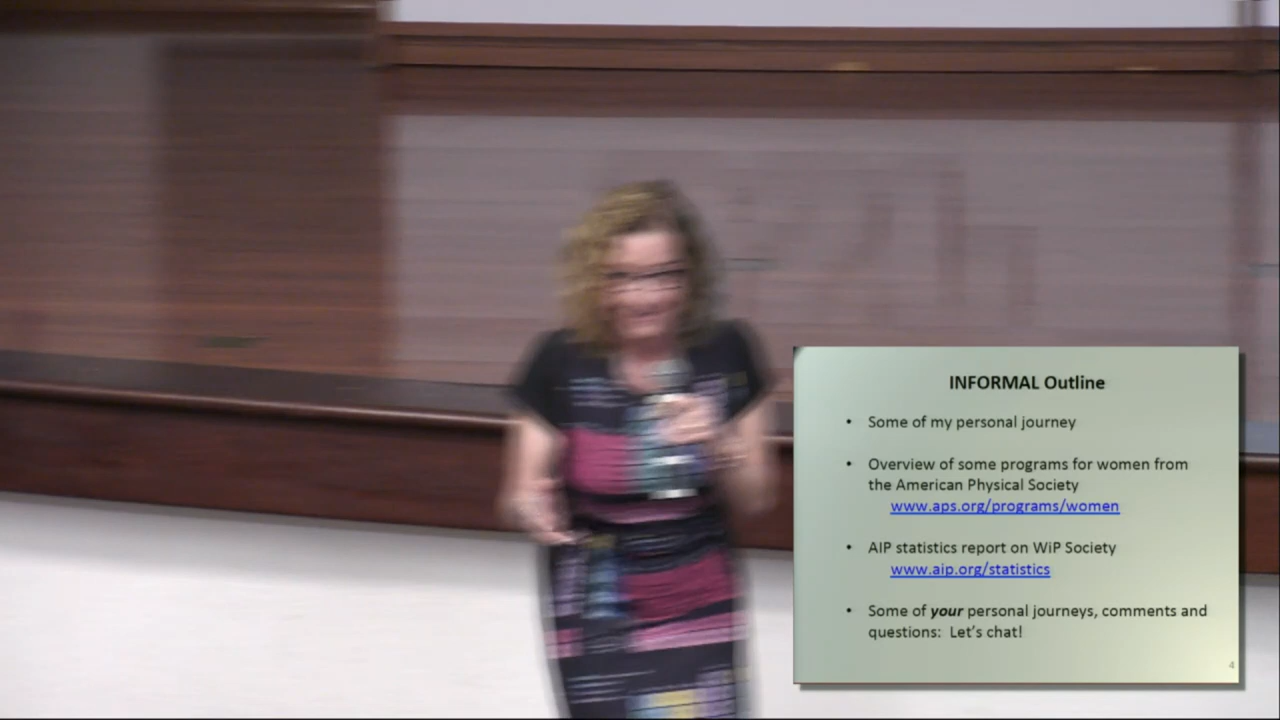 INFORMAL Outline
• Some of my personal journey
• Overview of some programs for women from
the American Physical Society
www.aps.org/programs/women
• AIP statistics report on WiP Society
www.aip.org/statistics
• Some of your personal journeys, comments and
questions: Let's chat!
4